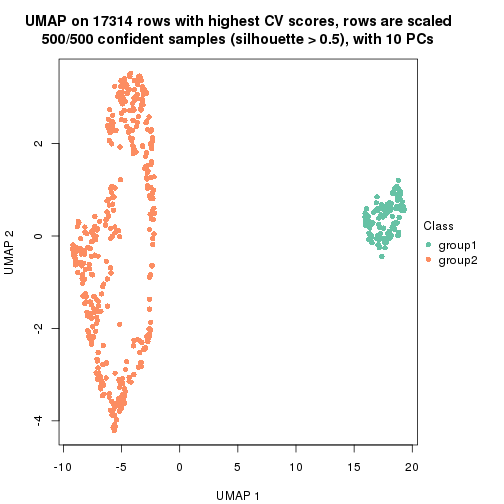 UMAP on 17314 rows with highest CV scores, rows are scaled
500/500 confident samples (silhouette > 0.5), with 10 PCs
2
0
-2
-4
UMAP 2
-10 -5 0 5 10 15 20
UMAP 1
Class
group1
group2